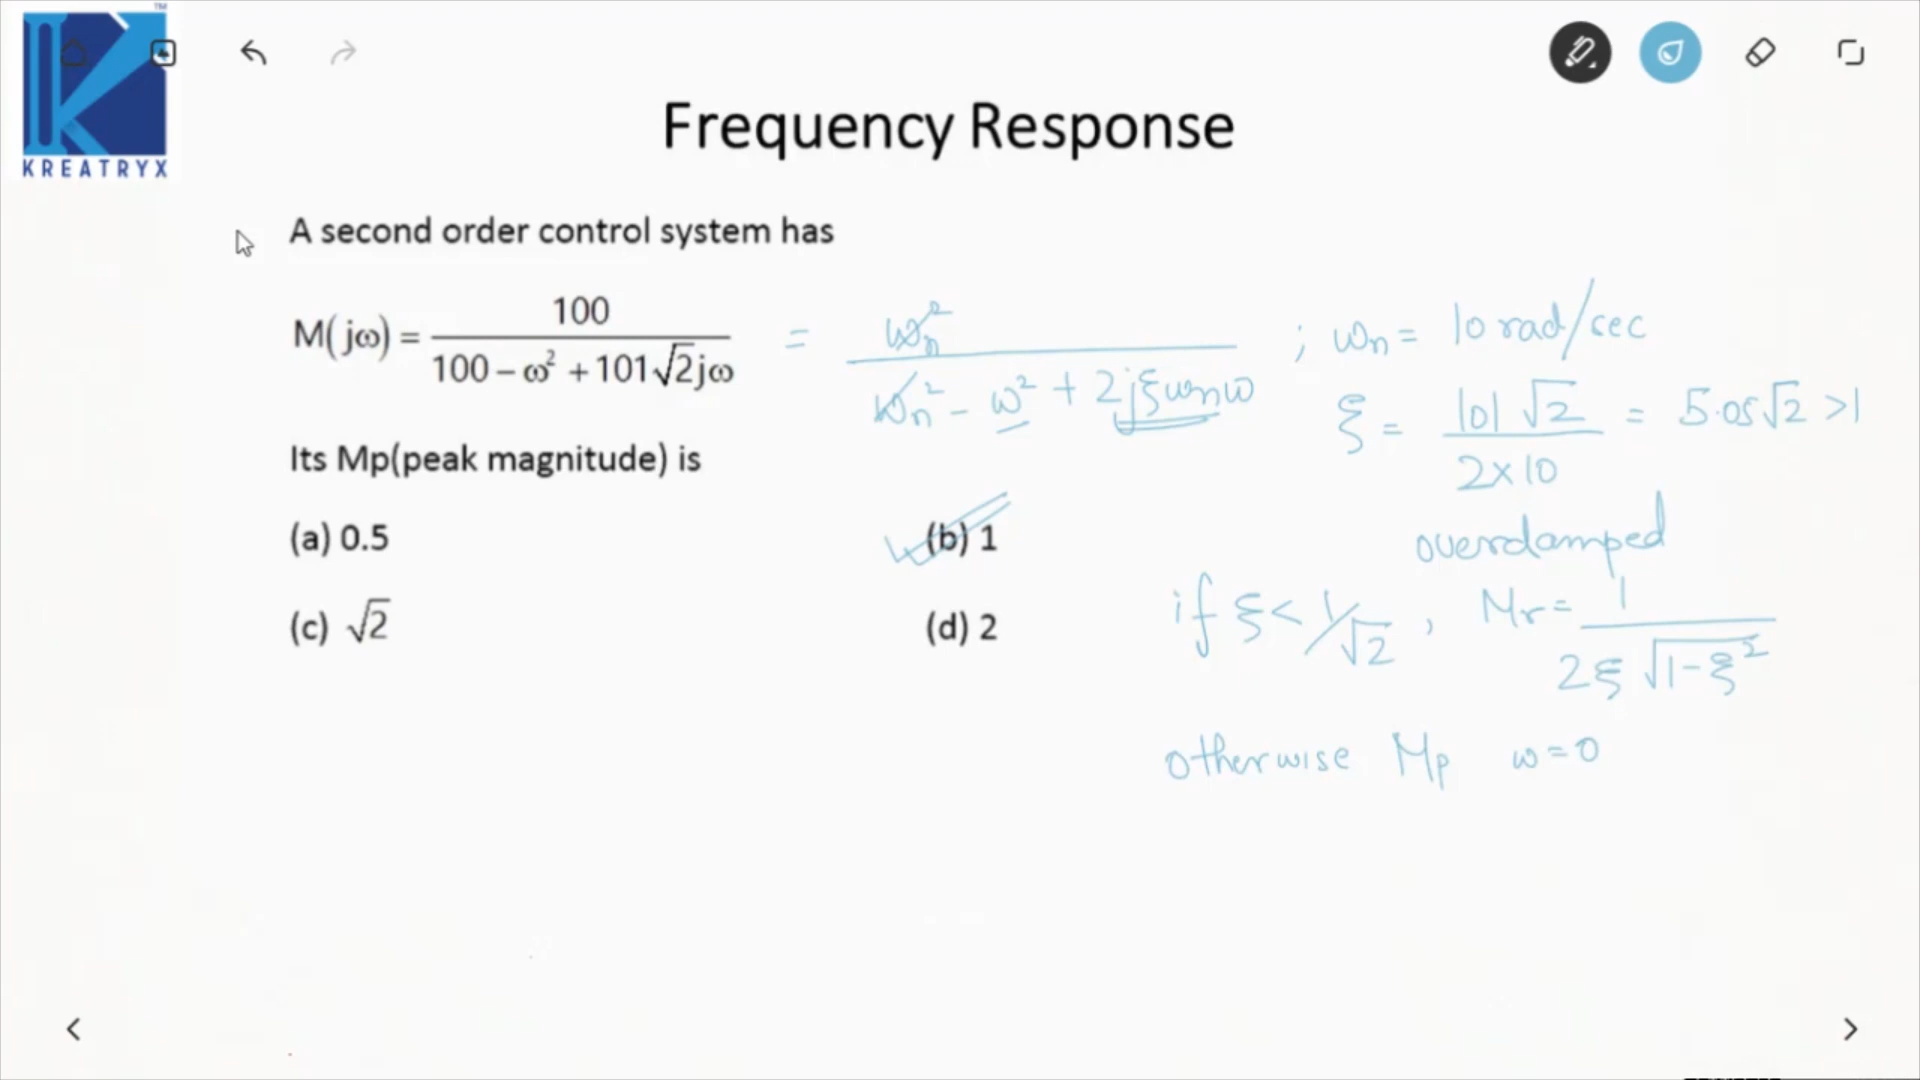 TM
KREATRYX
Frequency Response
A second order control system has
M(jω) = 100 / (100 − ω² + 101√2jω) = ωn² / (ωn² − ω² + 2jξωnω) ; ωn = 10 rad/sec
ξ = 101√2 / (2×10) = 5.05√2 >1
Its Mp(peak magnitude) is
(a) 0.5
(b) 1
overdamped
(c) √2
(d) 2
if ξ < 1/√2 , Mr = 1 / (2ξ √1−ξ²)
otherwise Mp ω=0